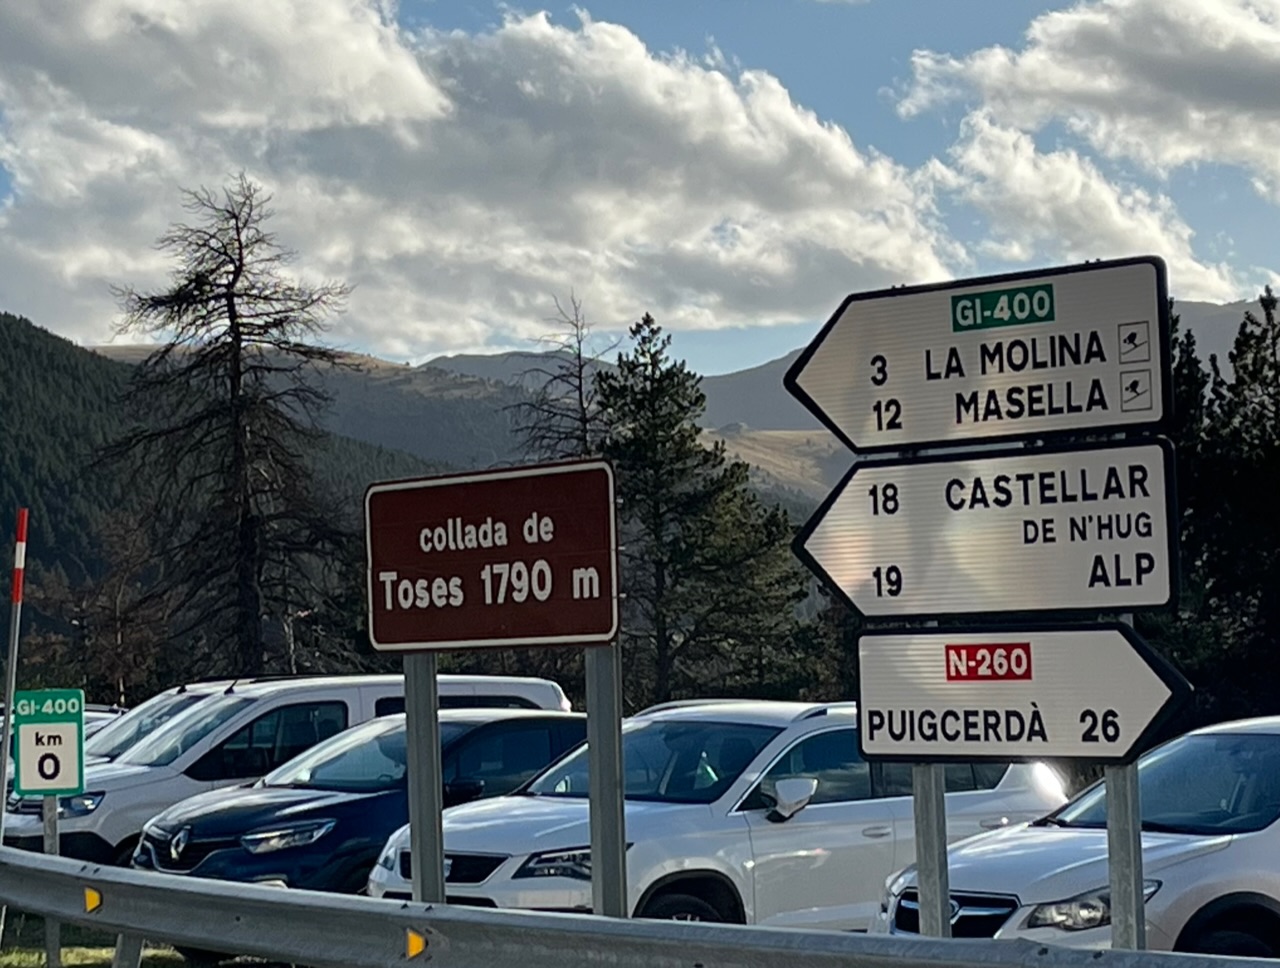 GI-400
3 LA MOLINA
12 MASELLA
18 CASTELLAR
DE N'HUG
19 ALP
N-260
PUIGCERDÀ 26
collada de
Toses 1790 m
GI-400
km
0